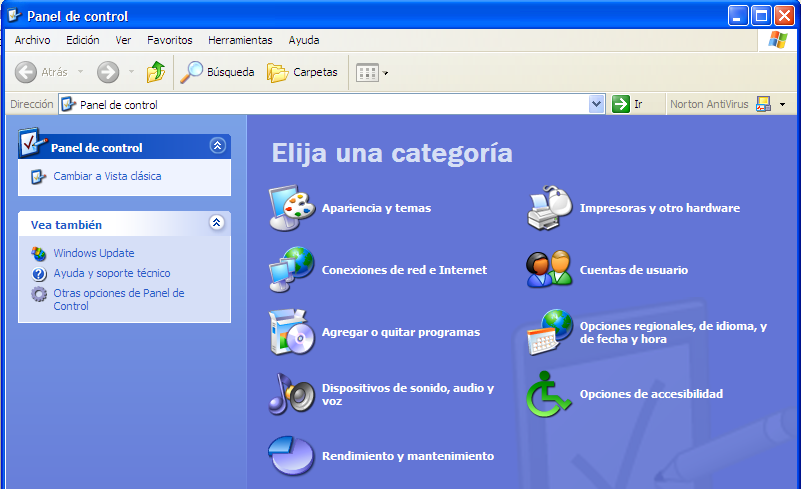 Panel de control
Archivo Edición Ver Favoritos Herramientas Ayuda
Atrás Búsqueda Carpetas
Dirección Panel de control Ir Norton AntiVirus
Panel de control
Cambiar a Vista clásica
Vea también
Windows Update
Ayuda y soporte técnico
Otras opciones de Panel de
Control
Elija una categoría
Apariencia y temas
Impresoras y otro hardware
Conexiones de red e Internet
Cuentas de usuario
Agregar o quitar programas
Opciones regionales, de idioma, y
de fecha y hora
Dispositivos de sonido, audio y
voz
Opciones de accesibilidad
Rendimiento y mantenimiento